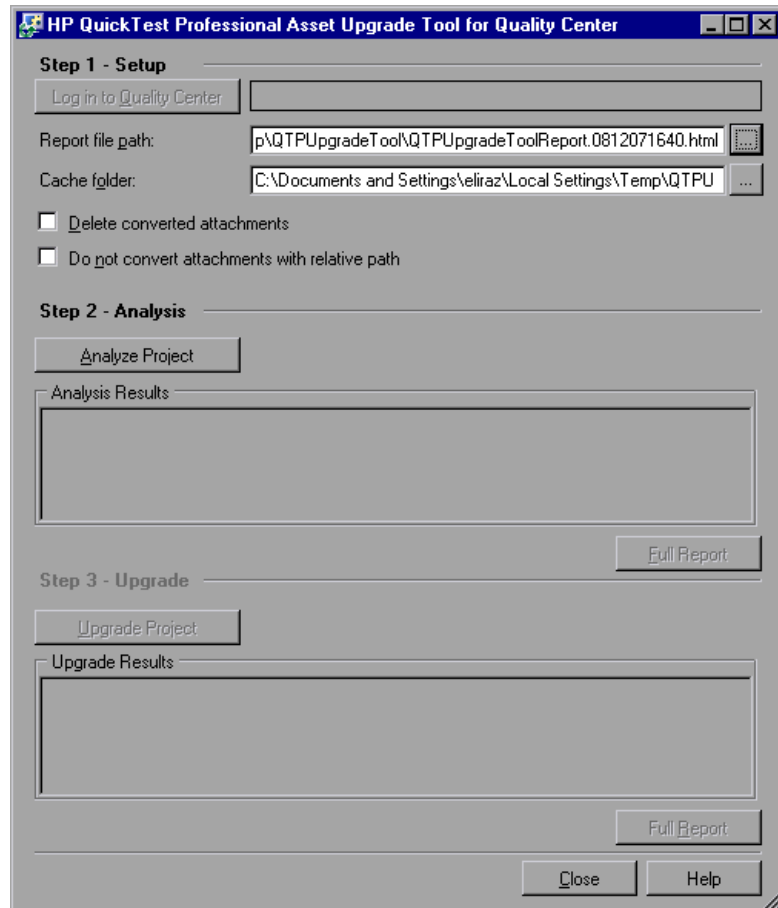 HP QuickTest Professional Asset Upgrade Tool for Quality Center
Step 1 - Setup
Log in to Quality Center
Report file path: p\QTPUpgradeTool\QTPUpgradeToolReport.0812071640.html ...
Cache folder: C:\Documents and Settings\eliraz\Local Settings\Temp\QTPU ...
Delete converted attachments
Do not convert attachments with relative path
Step 2 - Analysis
Analyze Project
Analysis Results
Full Report
Step 3 - Upgrade
Upgrade Project
Upgrade Results
Full Report
Close Help